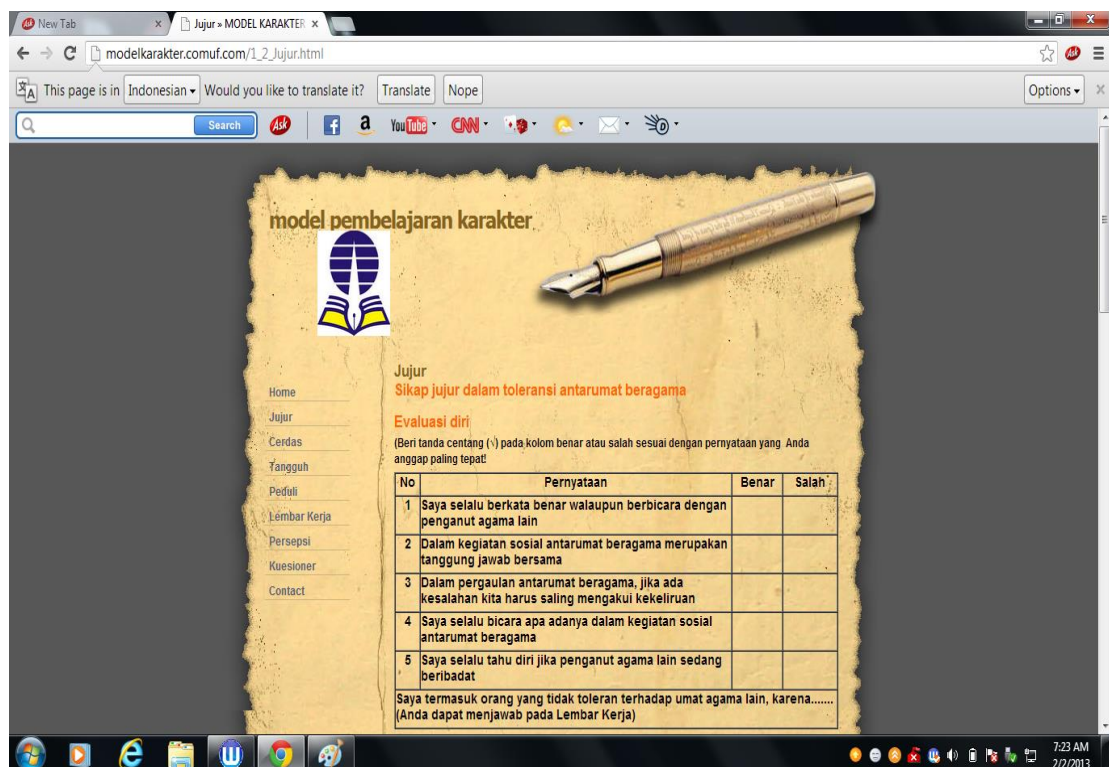 New Tab
Jujur » MODEL KARAKTER
modelkarakter.comuf.com/1_2_Jujur.html
This page is in Indonesian Would you like to translate it? Translate Nope Options
Search Ask a YouTube CNN
model pembelajaran karakter
Home
Jujur
Cerdas
Tangguh
Peduli
Lembar Kerja
Persepsi
Kuesioner
Contact
Jujur
Sikap jujur dalam toleransi antarumat beragama
Evaluasi diri
(Beri tanda centang (√) pada kolom benar atau salah sesuai dengan pernyataan yang Anda
anggap paling tepat!
No Pernyataan Benar Salah
1 Saya selalu berkata benar walaupun berbicara dengan
penganut agama lain
2 Dalam kegiatan sosial antarumat beragama merupakan
tanggung jawab bersama
3 Dalam pergaulan antarumat beragama, jika ada
kesalahan kita harus saling mengakui kekeliruan
4 Saya selalu bicara apa adanya dalam kegiatan sosial
antarumat beragama
5 Saya selalu tahu diri jika penganut agama lain sedang
beribadat
Saya termasuk orang yang tidak toleran terhadap umat agama lain, karena.......
(Anda dapat menjawab pada Lembar Kerja)
7:23 AM
2/2/2013